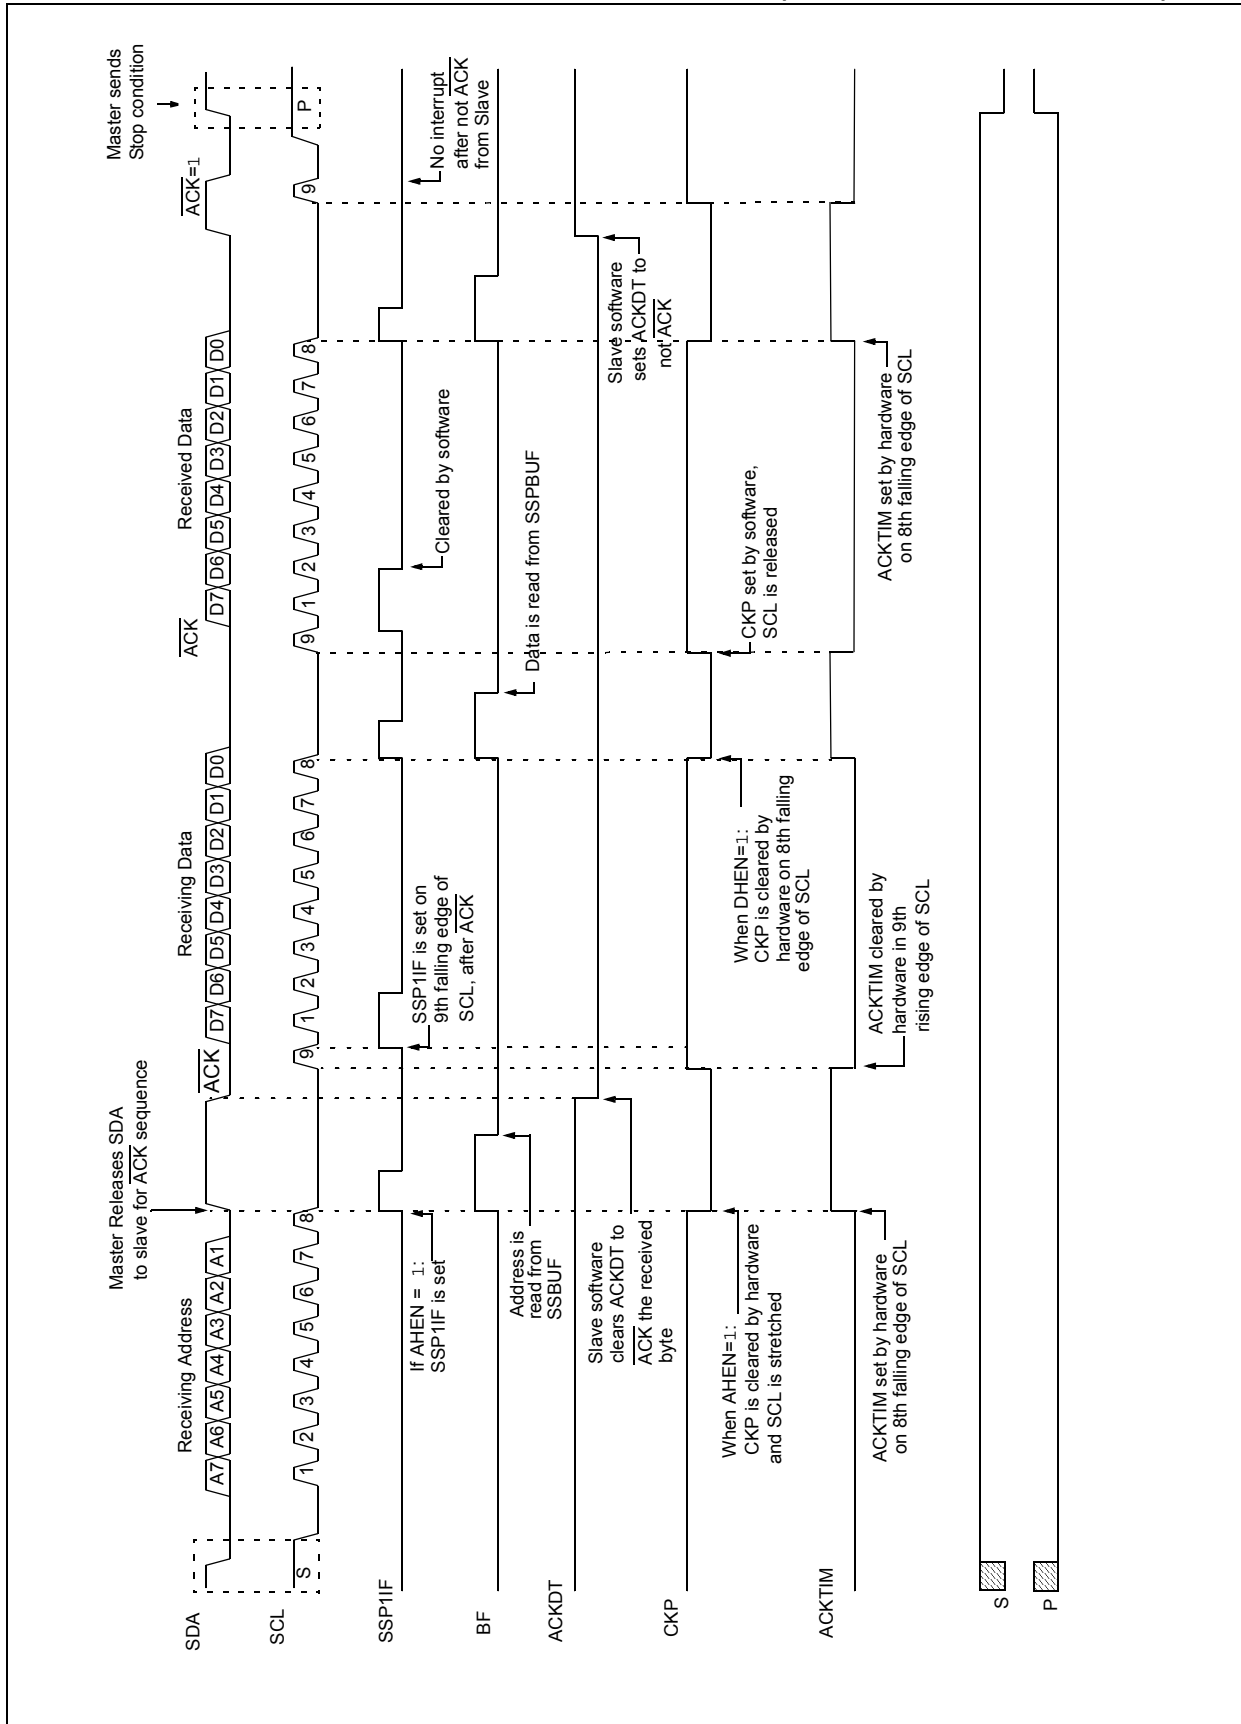 Master sends
Stop condition
Master Releases SDA
to slave for ACK sequence
Receiving Address
ACK
Receiving Data
ACK
Received Data
ACK=1
SDA
A7 A6 A5 A4 A3 A2 A1
D7 D6 D5 D4 D3 D2 D1 D0
D7 D6 D5 D4 D3 D2 D1 D0
SCL
S
1 2 3 4 5 6 7 8 9
1 2 3 4 5 6 7 8 9
1 2 3 4 5 6 7 8 9
P
SSP1IF
If AHEN = 1:
SSP1IF is set
SSP1IF is set on
9th falling edge of
SCL, after ACK
Cleared by software
No interrupt
after not ACK
from Slave
BF
Address is
read from
SSBUF
Data is read from SSPBUF
ACKDT
Slave software
clears ACKDT to
ACK the received
byte
Slave software
sets ACKDT to
not ACK
CKP
When AHEN=1:
CKP is cleared by hardware
and SCL is stretched
When DHEN=1:
CKP is cleared by
hardware on 8th falling
edge of SCL
CKP set by software,
SCL is released
ACKTIM
ACKTIM set by hardware
on 8th falling edge of SCL
ACKTIM cleared by
hardware in 9th
rising edge of SCL
ACKTIM set by hardware
on 8th falling edge of SCL
S
P